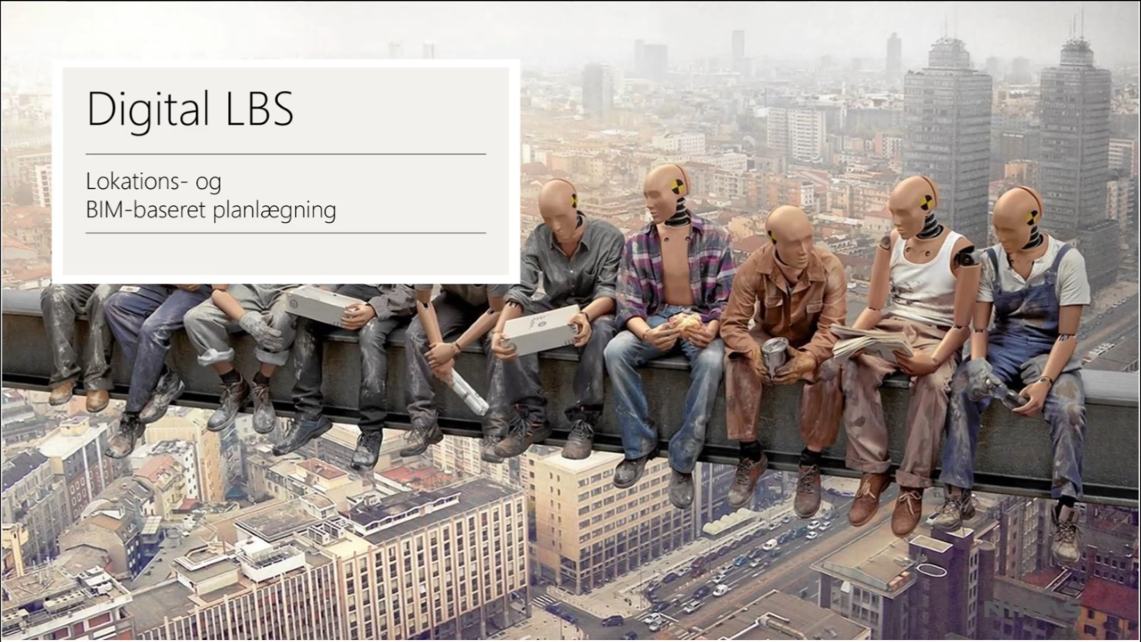 Digital LBS
Lokations- og
BIM-baseret planlægning